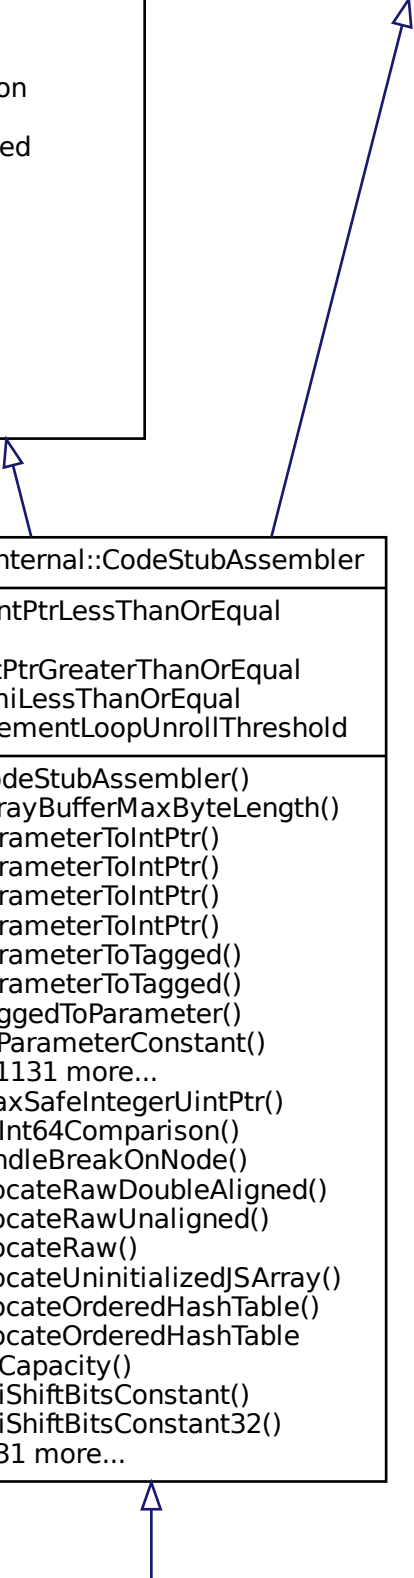 on
ed
nternal::CodeStubAssembler
ntPtrLessThanOrEqual
tPtrGreaterThanOrEqual
miLessThanOrEqual
ementLoopUnrollThreshold
odeStubAssembler()
rayBufferMaxByteLength()
rameterToIntPtr()
rameterToIntPtr()
rameterToIntPtr()
rameterToIntPtr()
rameterToTagged()
rameterToTagged()
ggedToParameter()
ParameterConstant()
1131 more...
axSafeIntegerUintPtr()
Int64Comparison()
ndleBreakOnNode()
ocateRawDoubleAligned()
ocateRawUnaligned()
ocateRaw()
ocateUninitializedJSArray()
ocateOrderedHashTable()
ocateOrderedHashTable
Capacity()
iShiftBitsConstant()
iShiftBitsConstant32()
31 more...